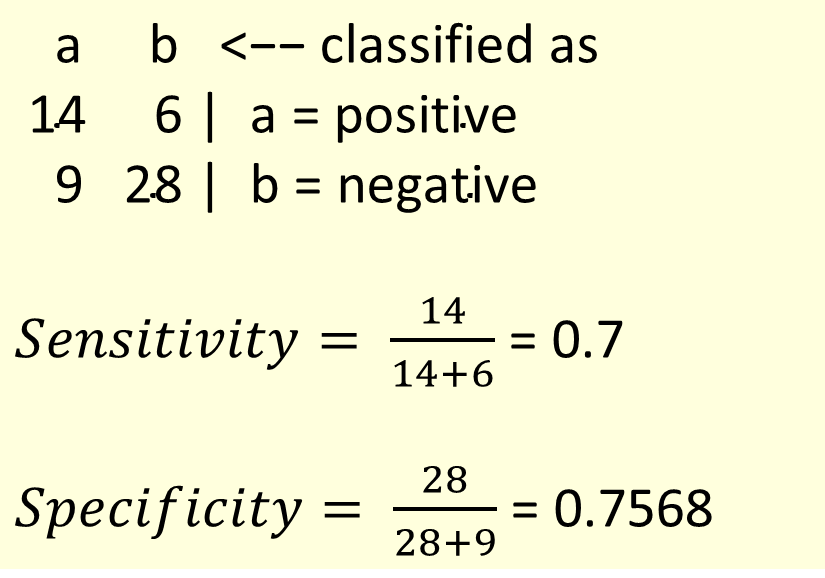 a b <-- classified as
14 6 | a = positive
9 28 | b = negative
Sensitivity = 14/14+6 = 0.7
Specificity = 28/28+9 = 0.7568